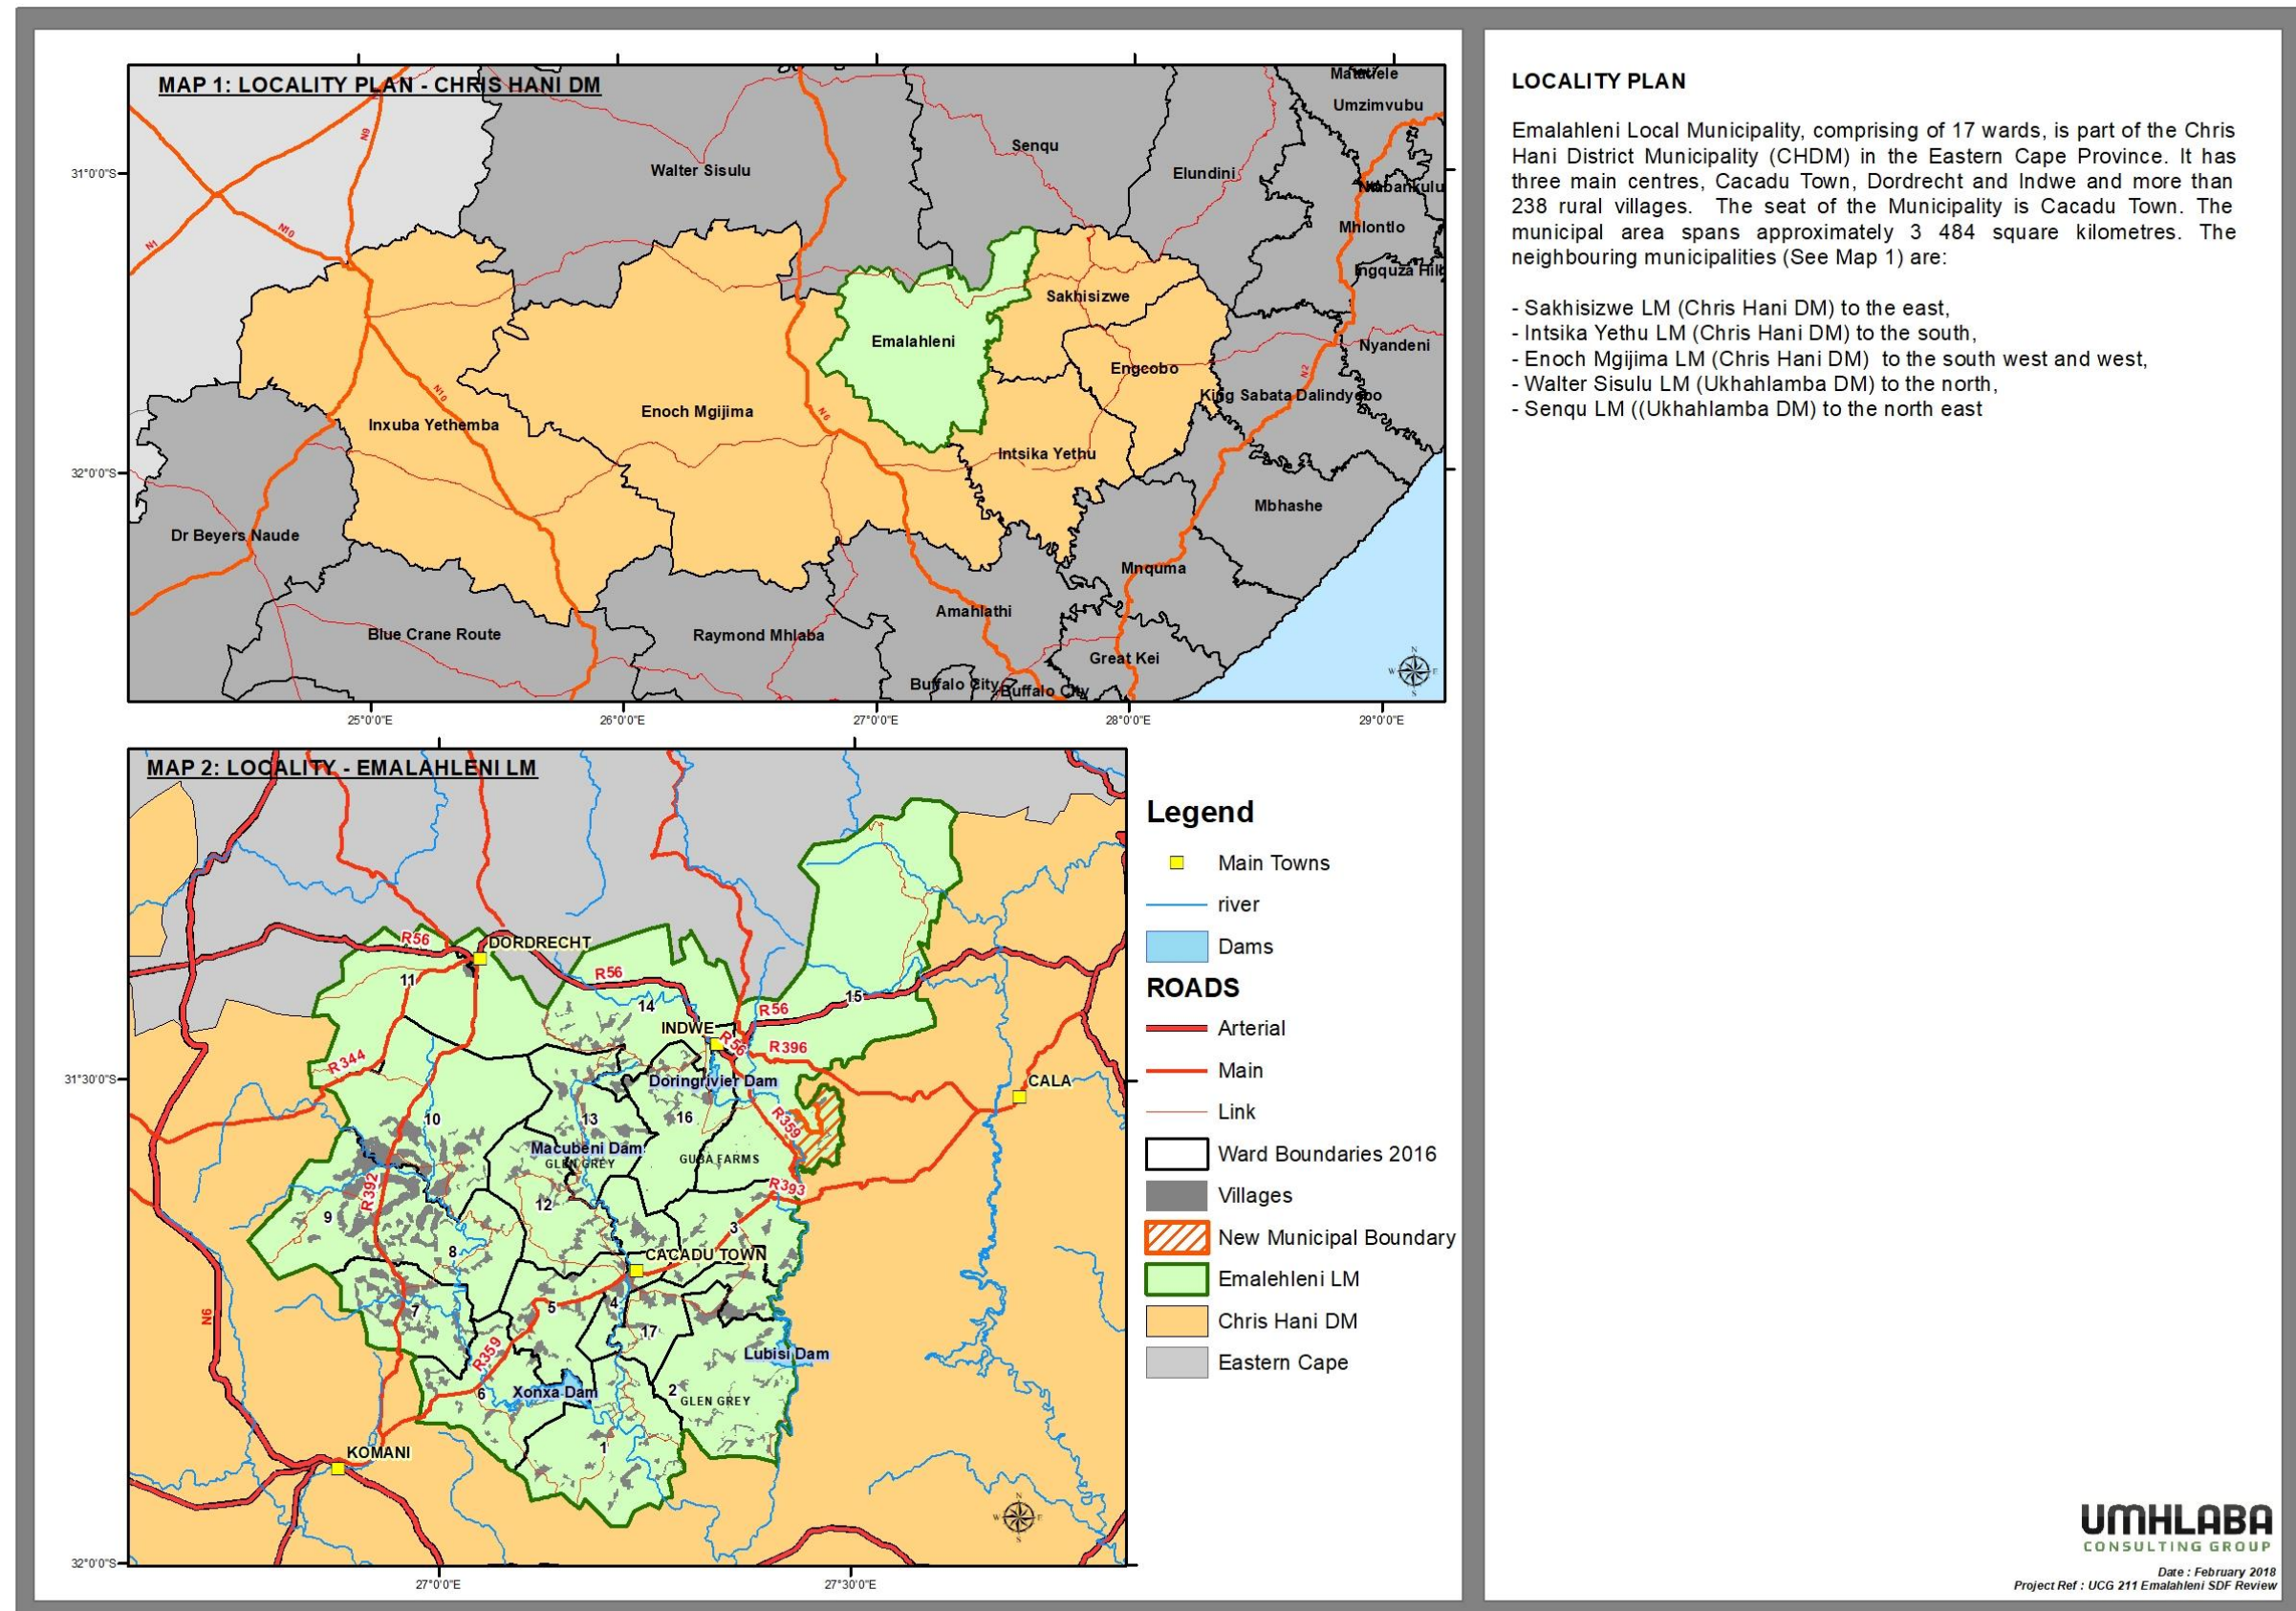 MAP 1: LOCALITY PLAN - CHRIS HANI DM
Matatiele
Umzimvubu
N9
Senqu
Walter Sisulu
Elundini
31°0'0"S
Mhlontlo
N1
N10
Ingquza Hill
Sakhisizwe
Emalahleni
Nyandeni
Engcobo
N2
N10
King Sabata Dalindyebo
Enoch Mgijima
N6
Inxuba Yethemba
Intsika Yethu
32°0'0"S
Mbhashe
Dr Beyers Naude
Mnquma
Amahlathi
Blue Crane Route
Raymond Mhlaba
Great Kei
Buffalo City
Buffalo City
N
W E
S
25°0'0"E
26°0'0"E
27°0'0"E
28°0'0"E
29°0'0"E
MAP 2: LOCALITY - EMALAHLENI LM
R56
DORDRECHT
R56
11
14
15
R56
INDWE
R56
R396
R344
31°30'0"S
Doringrivier Dam
CALA
10
13
16
R359
Macubeni Dam
GLEN GREY
GUBA FARMS
R392
R393
12
9
3
8
CACADU TOWN
N6
7
5
4
17
R359
Lubisi Dam
6
Xonxa Dam
2
GLEN GREY
1
KOMANI
N
W E
S
32°0'0"S
27°0'0"E
27°30'0"E
Legend
Main Towns
river
Dams
ROADS
Arterial
Main
Link
Ward Boundaries 2016
Villages
New Municipal Boundary
Emalehleni LM
Chris Hani DM
Eastern Cape
LOCALITY PLAN
Emalahleni Local Municipality, comprising of 17 wards, is part of the Chris
Hani District Municipality (CHDM) in the Eastern Cape Province. It has
three main centres, Cacadu Town, Dordrecht and Indwe and more than
238 rural villages. The seat of the Municipality is Cacadu Town. The
municipal area spans approximately 3 484 square kilometres. The
neighbouring municipalities (See Map 1) are:
- Sakhisizwe LM (Chris Hani DM) to the east,
- Intsika Yethu LM (Chris Hani DM) to the south,
- Enoch Mgijima LM (Chris Hani DM) to the south west and west,
- Walter Sisulu LM (Ukhahlamba DM) to the north,
- Senqu LM ((Ukhahlamba DM) to the north east
UMHLABA
CONSULTING GROUP
Date : February 2018
Project Ref : UCG 211 Emalahleni SDF Review